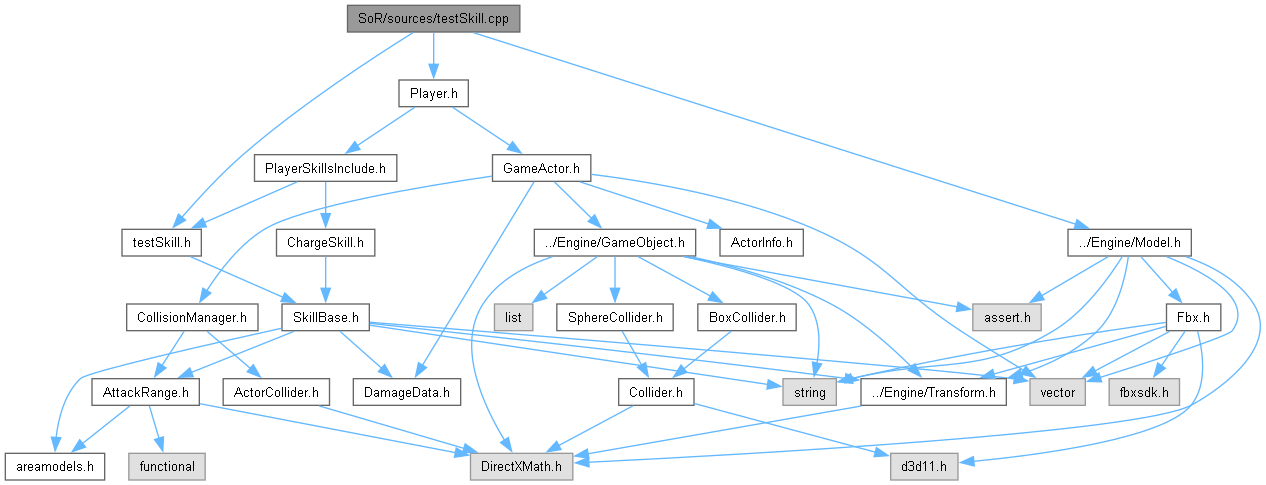 SoR/sources/testSkill.cpp
Player.h
PlayerSkillsInclude.h
GameActor.h
testSkill.h
ChargeSkill.h
../Engine/GameObject.h
ActorInfo.h
../Engine/Model.h
CollisionManager.h
SkillBase.h
list
SphereCollider.h
BoxCollider.h
assert.h
Fbx.h
AttackRange.h
ActorCollider.h
DamageData.h
Collider.h
string
../Engine/Transform.h
vector
fbxsdk.h
areamodels.h
functional
DirectXMath.h
d3d11.h